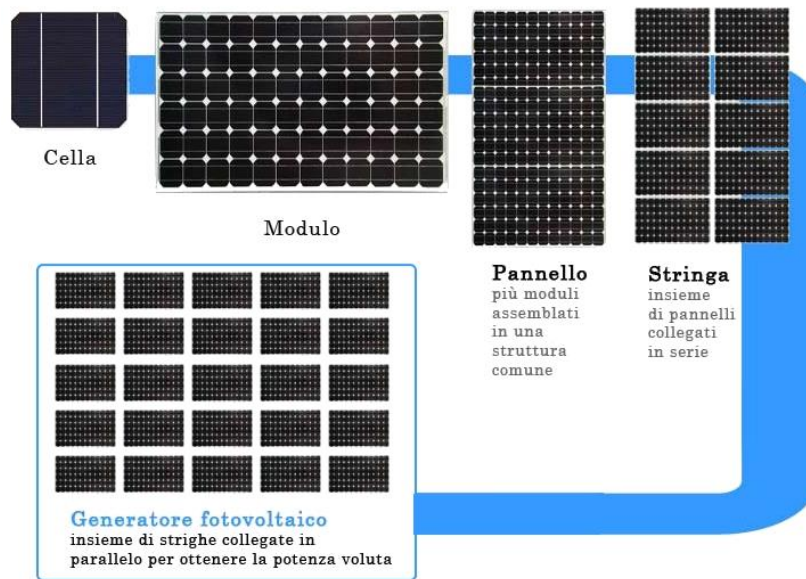 Cella
Modulo
Pannello
più moduli
assemblati
in una
struttura
comune
Stringa
insieme
di pannelli
collegati
in serie
Generatore fotovoltaico
insieme di strighe collegate in
parallelo per ottenere la potenza voluta